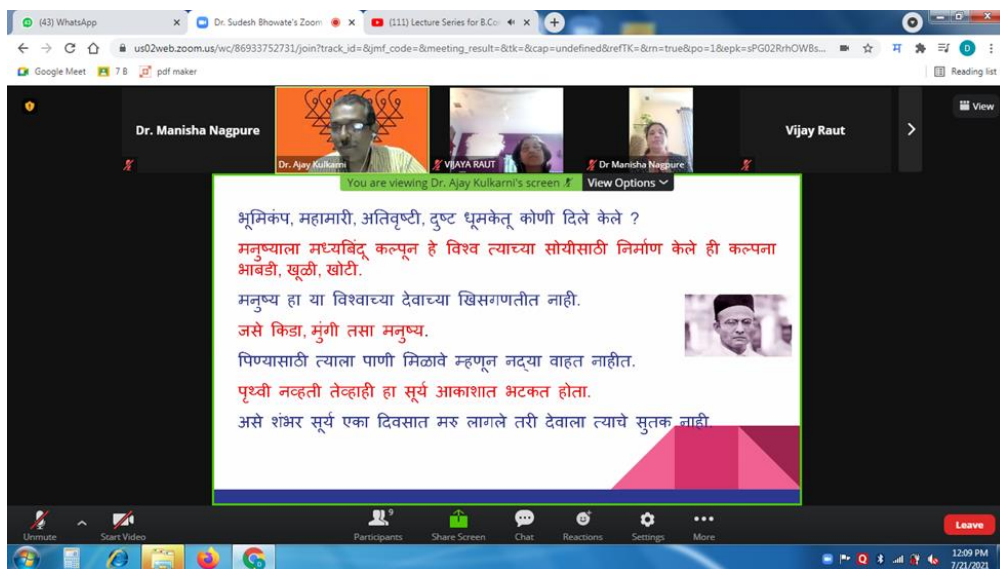 (43) WhatsApp
Dr. Sudesh Bhowate's Zoom
(111) Lecture Series for B.Co
us02web.zoom.us/wc/86933752731/join?track_id=&jmf_code=&meeting_result=&tk=&cap=undefined&refTK=&rn=true&po=1&epk=sPG02RrhOWBs...
Google Meet 7 B pdf maker Reading list
View
Dr. Manisha Nagpure
Vijay Raut
Dr. Ajay Kulkarni
VIJAYA RAUT
Dr Manisha Nagpure
You are viewing Dr. Ajay Kulkarni's screen
View Options
भूमिकंप, महामारी, अतिवृष्टी, दुष्ट धूमकेतू कोणी दिले केले ?
मनुष्याला मध्यबिंदू कल्पून हे विश्व त्याच्या सोयीसाठी निर्माण केले ही कल्पना
भाबडी, खूळी, खोटी.
मनुष्य हा या विश्वाच्या देवाच्या खिसगणतीत नाही.
जसे किडा, मुंगी तसा मनुष्य.
पिण्यासाठी त्याला पाणी मिळावे म्हणून नद्या वाहत नाहीत.
पृथ्वी नव्हती तेव्हाही हा सूर्य आकाशात भटकत होता.
असे शंभर सूर्य एका दिवसात मरु लागले तरी देवाला त्याचे सुतक नाही.
Unmute
Start Video
Participants 9
Share Screen
Chat
Reactions
Settings
More
Leave
12:09 PM
7/21/2021